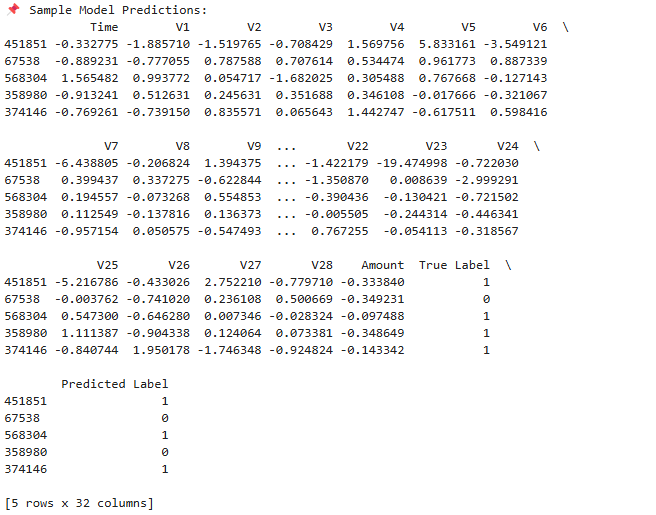 📌 Sample Model Predictions:
Time V1 V2 V3 V4 V5 V6 \
451851 -0.332775 -1.885710 -1.519765 -0.708429 1.569756 5.833161 -3.549121
67538 -0.889231 -0.777055 0.787588 0.707614 0.534474 0.961773 0.887339
568304 1.565482 0.993772 0.054717 -1.682025 0.305488 0.767668 -0.127143
358980 -0.913241 0.512631 0.245631 0.351688 0.346108 -0.017666 -0.321067
374146 -0.769261 -0.739150 0.835571 0.065643 1.442747 -0.617511 0.598416
V7 V8 V9 ... V22 V23 V24 \
451851 -6.438805 -0.206824 1.394375 ... -1.422179 -19.474998 -0.722030
67538 0.399437 0.337275 -0.622844 ... -1.350870 0.008639 -2.999291
568304 0.194557 -0.073268 0.554853 ... -0.390436 -0.130421 -0.721502
358980 0.112549 -0.137816 0.136373 ... -0.005505 -0.244314 -0.446341
374146 -0.957154 0.050575 -0.547493 ... 0.767255 -0.054113 -0.318567
V25 V26 V27 V28 Amount True Label \
451851 -5.216786 -0.433026 2.752210 -0.779710 -0.333840 1
67538 -0.003762 -0.741020 0.236108 0.500669 -0.349231 0
568304 0.547300 -0.646280 0.007346 -0.028324 -0.097488 1
358980 1.111387 -0.904338 0.124064 0.073381 -0.348649 1
374146 -0.840744 1.950178 -1.746348 -0.924824 -0.143342 1
Predicted Label
451851 1
67538 0
568304 1
358980 0
374146 1
[5 rows x 32 columns]